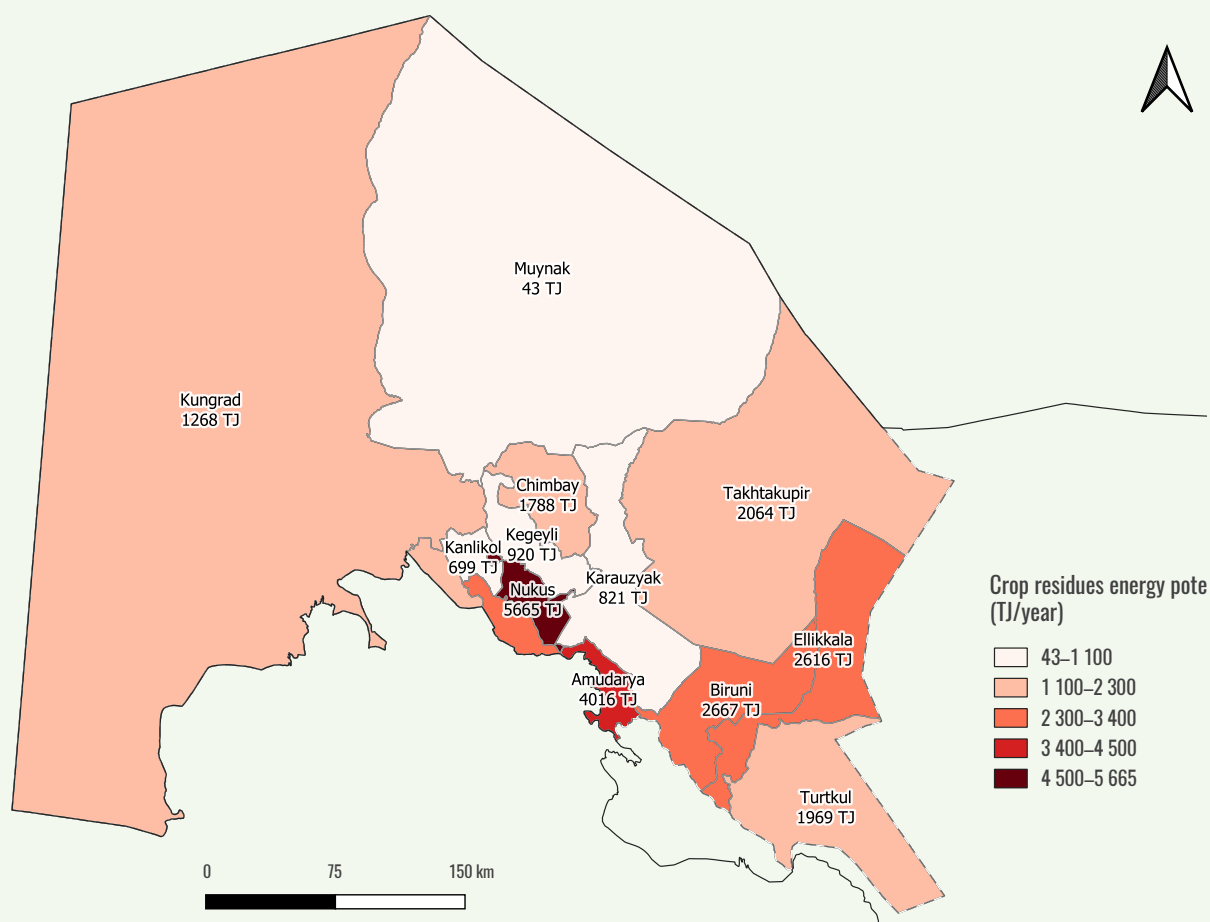 Muynak
43 TJ
Kungrad
1268 TJ
Chimbay
1788 TJ
Takhtakupir
2064 TJ
Kegeyli
920 TJ
Kanlikol
699 TJ
Karauzyak
821 TJ
Nukus
5665 TJ
Ellikkala
2616 TJ
Amudarya
4016 TJ
Biruni
2667 TJ
Turtkul
1969 TJ
Crop residues energy pote
(TJ/year)
43–1 100
1 100–2 300
2 300–3 400
3 400–4 500
4 500–5 665
0 75 150 km